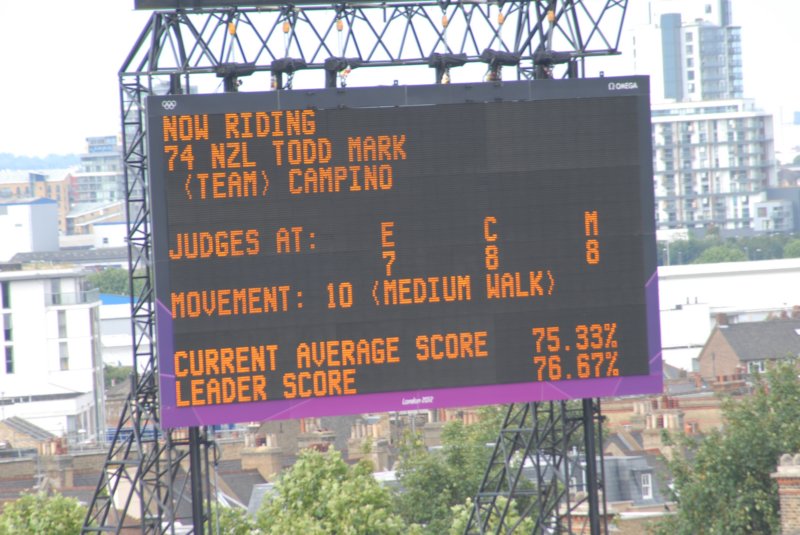 OMEGA
NOW RIDING
74 NZL TODD MARK
(TEAM) CAMPINO
JUDGES AT: E C M
7 8 8
MOVEMENT: 10 (MEDIUM WALK)
CURRENT AVERAGE SCORE 75.33%
LEADER SCORE 76.67%
London 2012